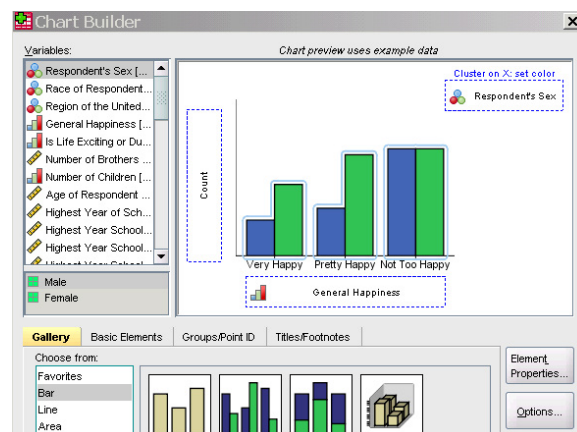 Chart Builder
Variables:
Chart preview uses example data
Respondent's Sex [...
Race of Respondent...
Region of the United...
General Happiness [...
Is Life Exciting or Du...
Number of Brothers ...
Number of Children [...
Age of Respondent ...
Highest Year of Sch...
Highest Year School...
Highest Year School...
Male
Female
Cluster on X: set color
Respondent's Sex
Count
Very Happy Pretty Happy Not Too Happy
General Happiness
Gallery Basic Elements Groups/Point ID Titles/Footnotes
Choose from:
Favorites
Bar
Line
Area
Element
Properties...
Options...